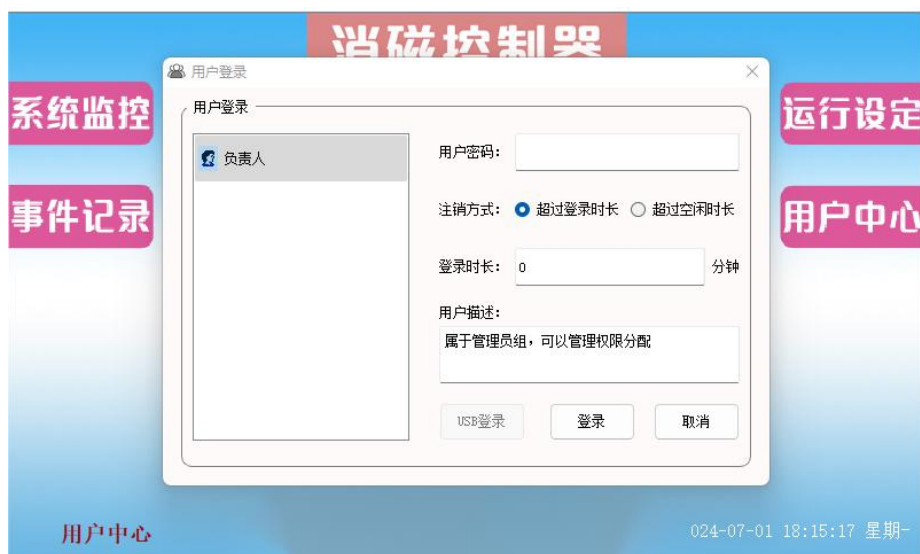 消磁控制器
用户登录
系统监控
运行设定
用户登录
负责人
用户密码:
注销方式: 超过登录时长 超过空闲时长
事件记录
用户中心
登录时长: 0 分钟
用户描述:
属于管理员组，可以管理权限分配
USB登录 登录 取消
用户中心
024-07-01 18:15:17 星期一